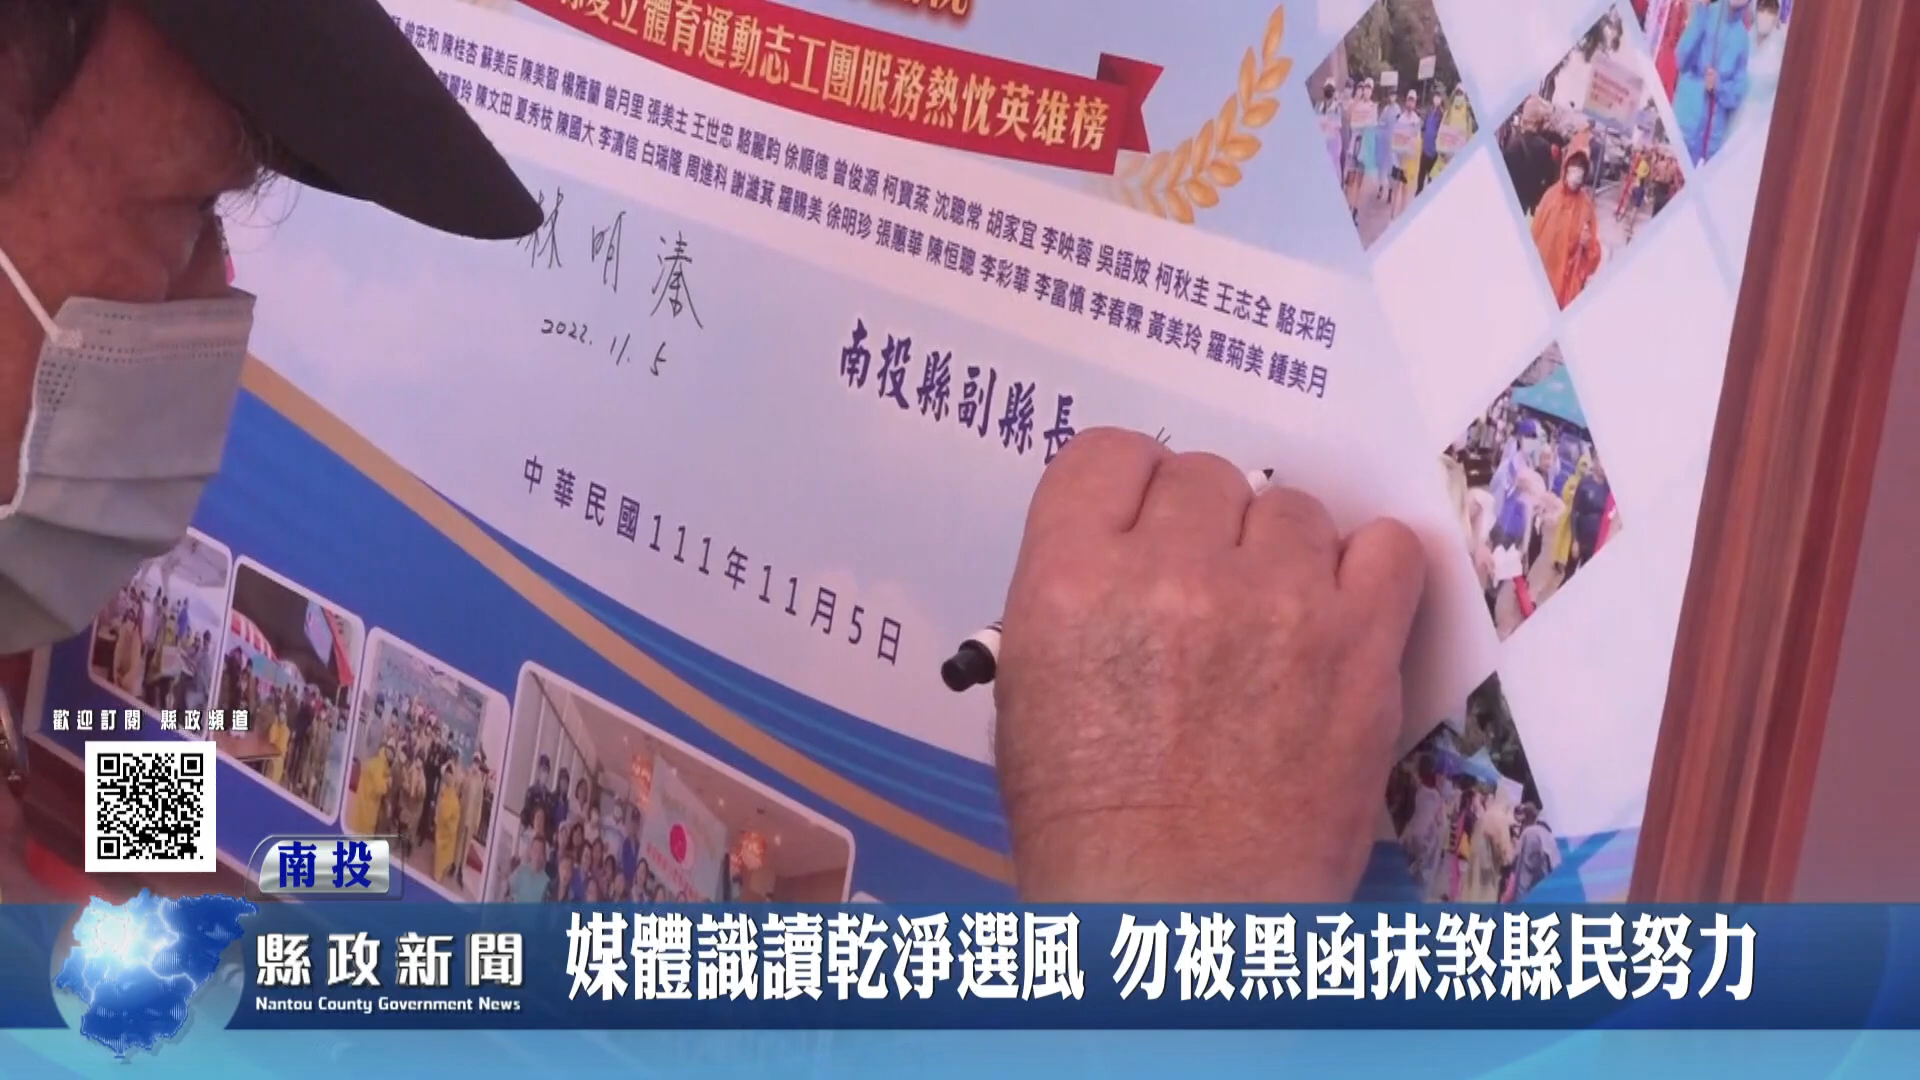 立體育運動志工團服務熱忱英雄榜
曾宏和 陳桂杏 蘇美后 陳美智 楊雅蘭 曾月里 張美主 王世忠 駱麗昀 徐順德 曾俊源 柯寶蕠 沈聰常 胡家宜 李映蓉 吳語姲 柯秋圭 王志全 駱采昀
陳文田 夏秀枝 陳國大 李清信 白瑞隆 周進科 謝濰萁 羅賜美 徐明珍 張蕙華 陳恒聰 李彩華 李富慎 李春霖 黃美玲 羅菊美 鍾美月
林明溱
2022.11.5
南投縣副縣長
中華民國111年11月5日
歡迎訂閱 縣政頻道
南投
縣政新聞
Nantou County Government News
媒體識讀乾淨選風 勿被黑函抹煞縣民努力